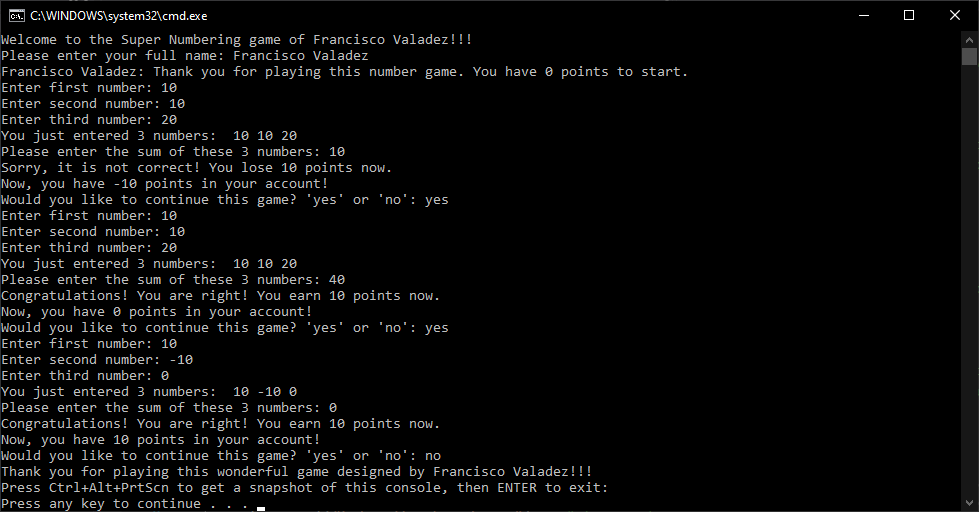 C:\WINDOWS\system32\cmd.exe
Welcome to the Super Numbering game of Francisco Valadez!!!
Please enter your full name: Francisco Valadez
Francisco Valadez: Thank you for playing this number game. You have 0 points to start.
Enter first number: 10
Enter second number: 10
Enter third number: 20
You just entered 3 numbers:  10 10 20
Please enter the sum of these 3 numbers: 10
Sorry, it is not correct! You lose 10 points now.
Now, you have -10 points in your account!
Would you like to continue this game? 'yes' or 'no': yes
Enter first number: 10
Enter second number: 10
Enter third number: 20
You just entered 3 numbers:  10 10 20
Please enter the sum of these 3 numbers: 40
Congratulations! You are right! You earn 10 points now.
Now, you have 0 points in your account!
Would you like to continue this game? 'yes' or 'no': yes
Enter first number: 10
Enter second number: -10
Enter third number: 0
You just entered 3 numbers:  10 -10 0
Please enter the sum of these 3 numbers: 0
Congratulations! You are right! You earn 10 points now.
Now, you have 10 points in your account!
Would you like to continue this game? 'yes' or 'no': no
Thank you for playing this wonderful game designed by Francisco Valadez!!!
Press Ctrl+Alt+PrtScn to get a snapshot of this console, then ENTER to exit:
Press any key to continue . . .